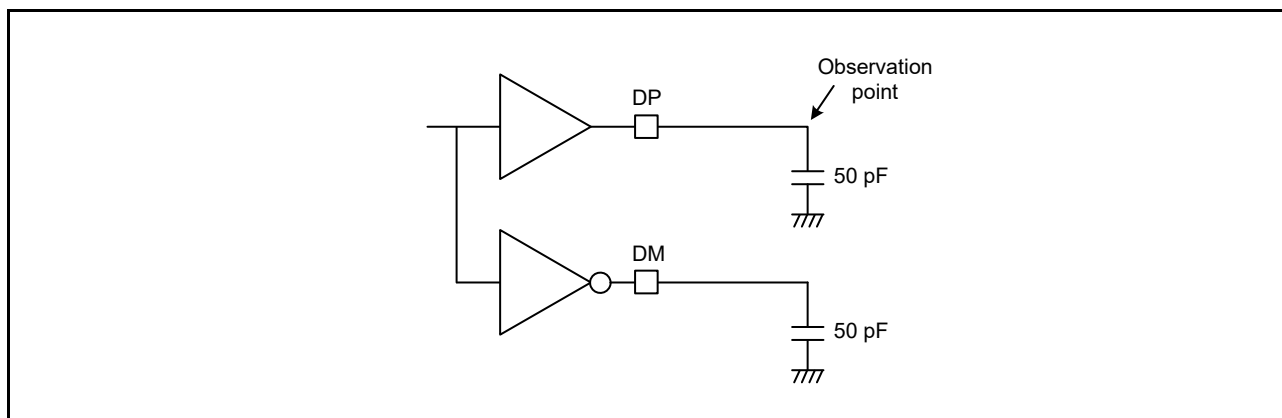 Observation
point
DP
50 pF
DM
50 pF